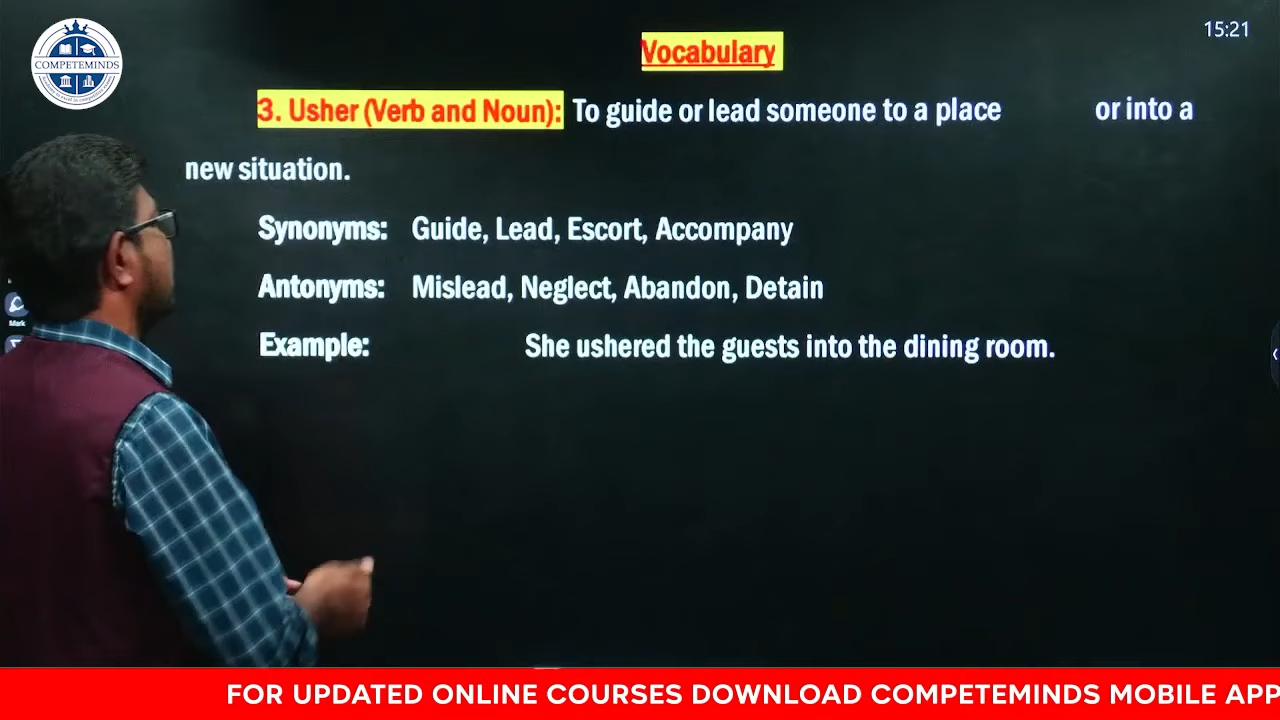 COMPETEMINDS
15:21
Vocabulary
3. Usher (Verb and Noun): To guide or lead someone to a place or into a
new situation.
Synonyms: Guide, Lead, Escort, Accompany
Antonyms: Mislead, Neglect, Abandon, Detain
Example: She ushered the guests into the dining room.
Mark
FOR UPDATED ONLINE COURSES DOWNLOAD COMPETEMINDS MOBILE APP